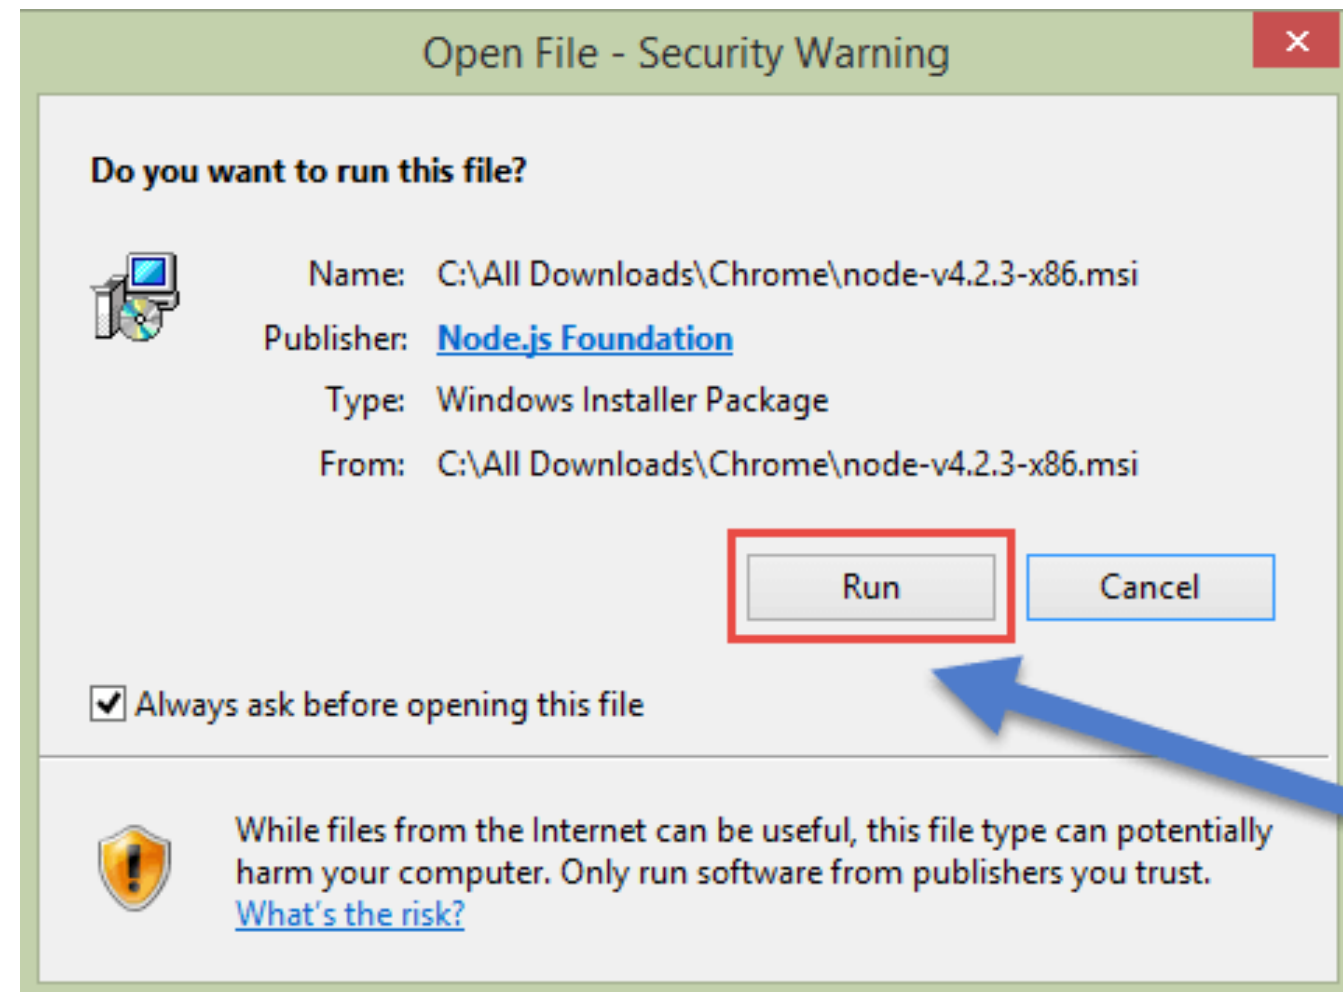 Open File - Security Warning
Do you want to run this file?
Name: C:\All Downloads\Chrome\node-v4.2.3-x86.msi
Publisher: Node.js Foundation
Type: Windows Installer Package
From: C:\All Downloads\Chrome\node-v4.2.3-x86.msi
Run Cancel
Always ask before opening this file
While files from the Internet can be useful, this file type can potentially
harm your computer. Only run software from publishers you trust.
What's the risk?